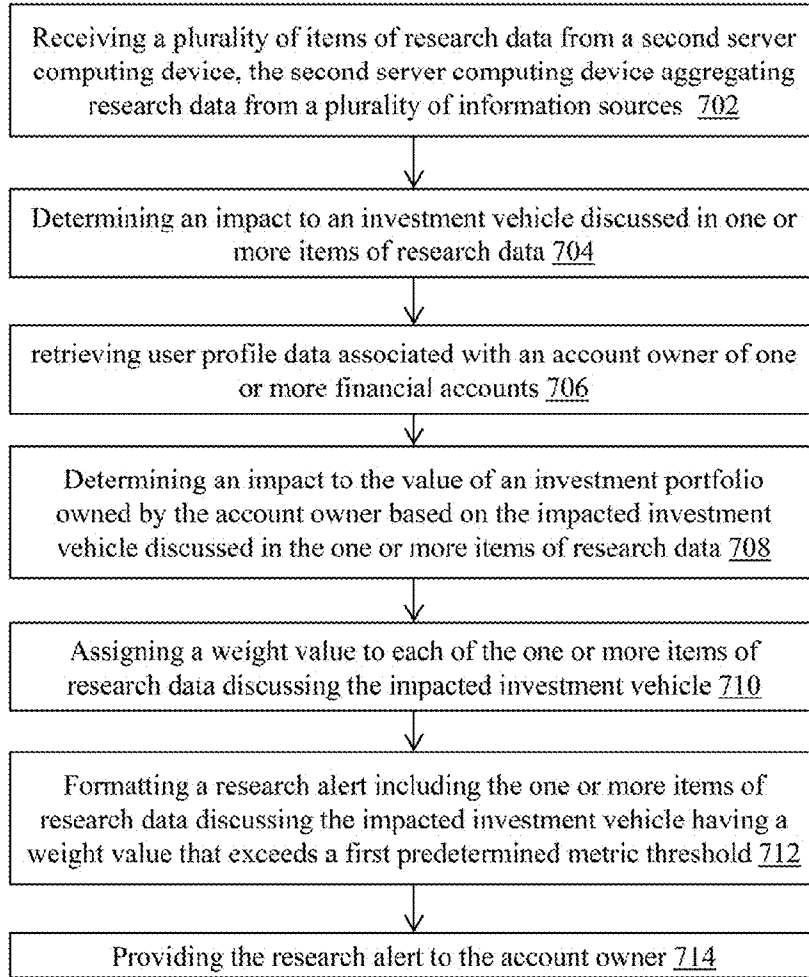 Receiving a plurality of items of research data from a second server
computing device, the second server computing device aggregating
research data from a plurality of information sources 702
Determining an impact to an investment vehicle discussed in one or
more items of research data 704
retrieving user profile data associated with an account owner of one
or more financial accounts 706
Determining an impact to the value of an investment portfolio
owned by the account owner based on the impacted investment
vehicle discussed in the one or more items of research data 708
Assigning a weight value to each of the one or more items of
research data discussing the impacted investment vehicle 710
Formatting a research alert including the one or more items of
research data discussing the impacted investment vehicle having a
weight value that exceeds a first predetermined metric threshold 712
Providing the research alert to the account owner 714